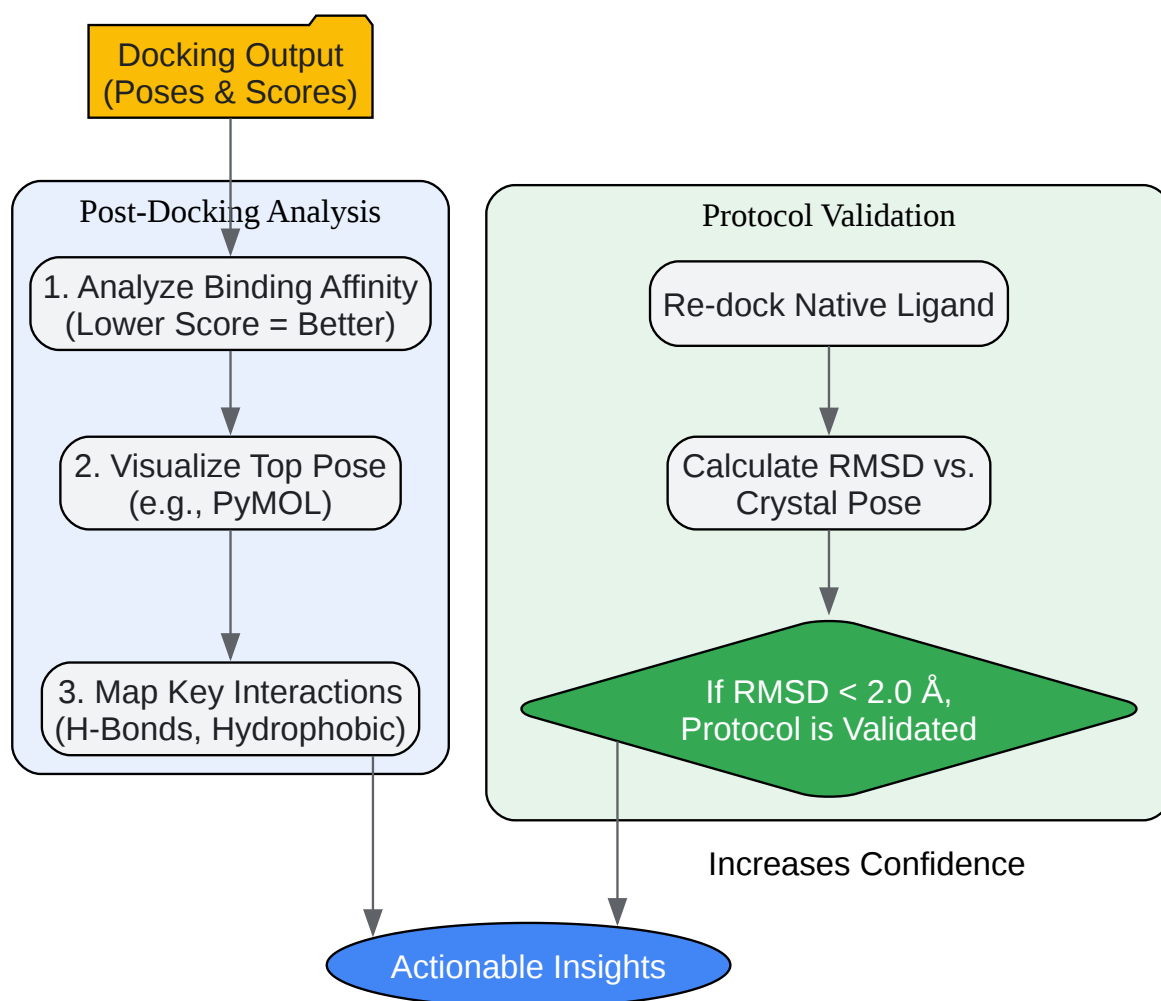 Docking Output
(Poses & Scores)
Post-Docking Analysis
1. Analyze Binding Affinity
(Lower Score = Better)
2. Visualize Top Pose
(e.g., PyMOL)
3. Map Key Interactions
(H-Bonds, Hydrophobic)
Protocol Validation
Re-dock Native Ligand
Calculate RMSD vs.
Crystal Pose
If RMSD < 2.0 Å,
Protocol is Validated
Increases Confidence
Actionable Insights